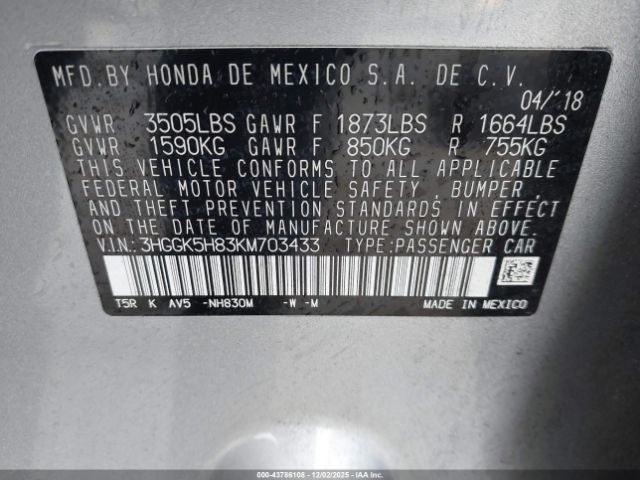 MFD.BY HONDA DE MEXICO S.A. DE C.V.
04/'18
GVWR 3505LBS GAWR F 1873LBS R 1664LBS
GVWR 1590KG GAWR F 850KG R 755KG
THIS VEHICLE CONFORMS TO ALL APPLICABLE
FEDERAL MOTOR VEHICLE SAFETY, BUMPER,
AND THEFT PREVENTION STANDARDS IN EFFECT
ON THE DATE OF MANUFACTURE SHOWN ABOVE.
V.I.N.: 3HGGK5H83KM703433 TYPE:PASSENGER CAR
T5R K AV5 -NH830M -W -M MADE IN MEXICO
000-43786108 - 12/02/2025 - IAAI.COM